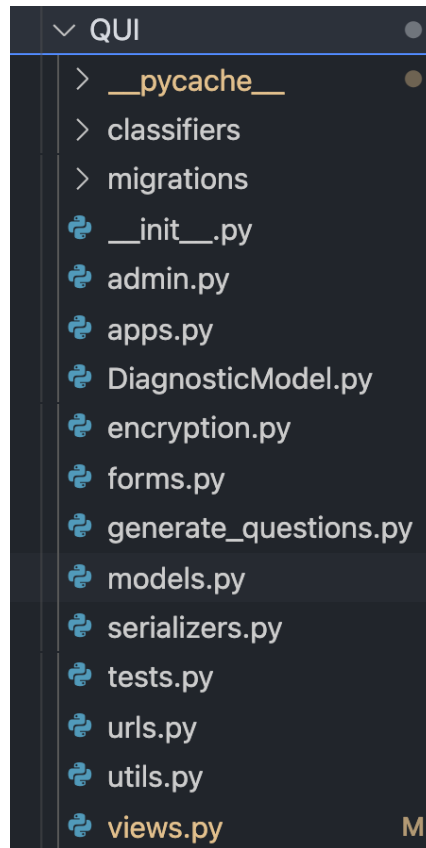 QUI
__pycache__
classifiers
migrations
__init__.py
admin.py
apps.py
DiagnosticModel.py
encryption.py
forms.py
generate_questions.py
models.py
serializers.py
tests.py
urls.py
utils.py
views.py M